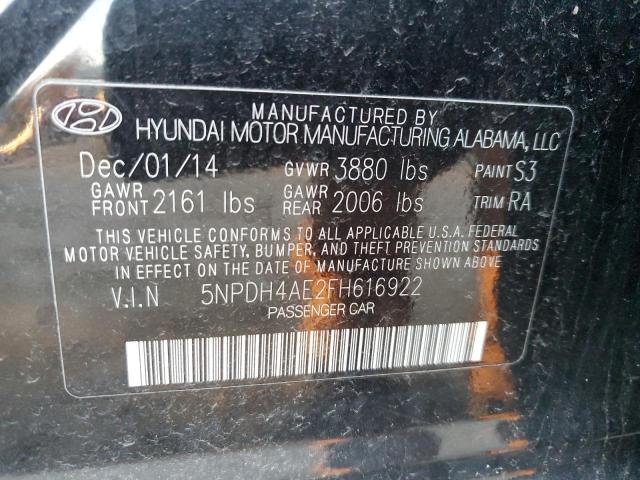 MANUFACTURED BY
HYUNDAI MOTOR MANUFACTURING ALABAMA, LLC
Dec/01/14 GVWR 3880 lbs PAINT S3
GAWR FRONT 2161 lbs GAWR REAR 2006 lbs TRIM RA
THIS VEHICLE CONFORMS TO ALL APPLICABLE U.S.A. FEDERAL
MOTOR VEHICLE SAFETY, BUMPER, AND THEFT PREVENTION STANDARDS
IN EFFECT ON THE DATE OF MANUFACTURE SHOWN ABOVE.
V.I.N 5NPDH4AE2FH616922
PASSENGER CAR